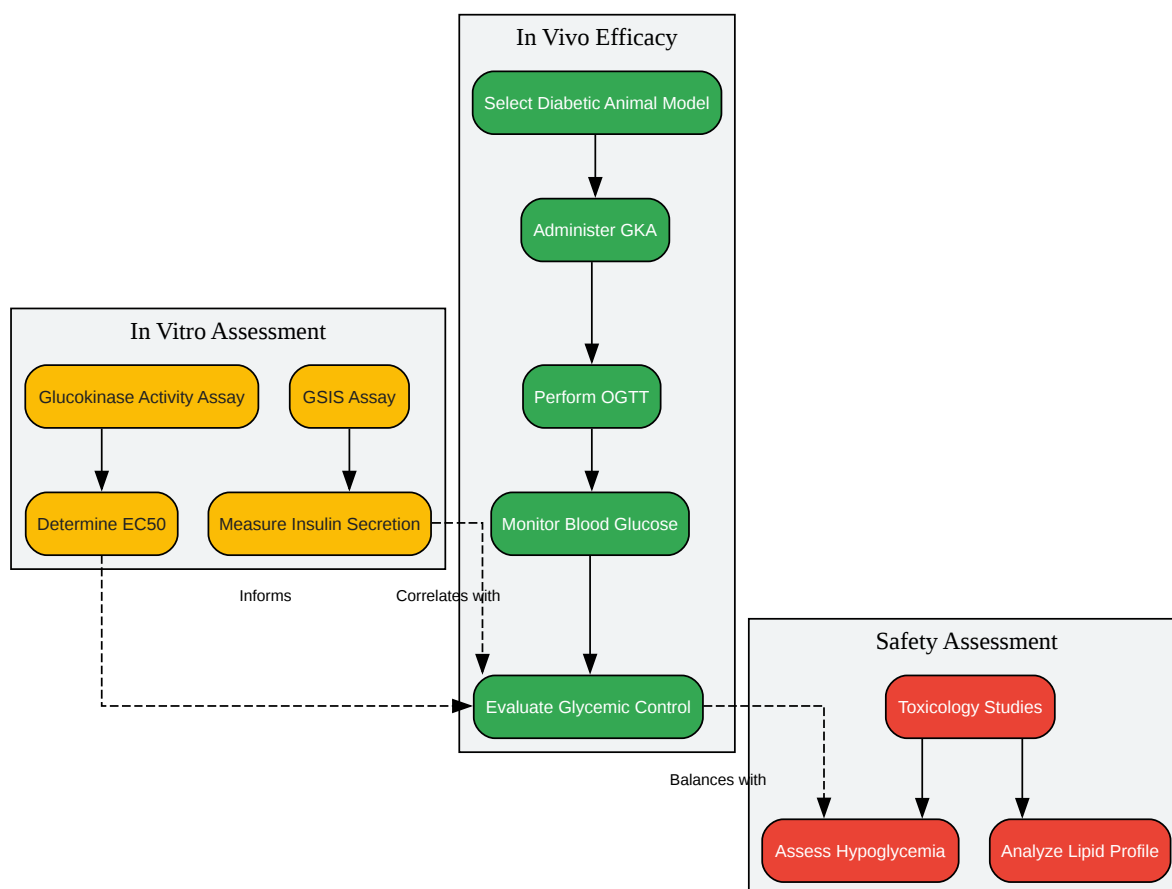 In Vivo Efficacy
Select Diabetic Animal Model
Administer GKA
In Vitro Assessment
Glucokinase Activity Assay
GSIS Assay
Perform OGTT
Determine EC50
Measure Insulin Secretion
Monitor Blood Glucose
Informs
Correlates with
Safety Assessment
Evaluate Glycemic Control
Toxicology Studies
Balances with
Assess Hypoglycemia
Analyze Lipid Profile